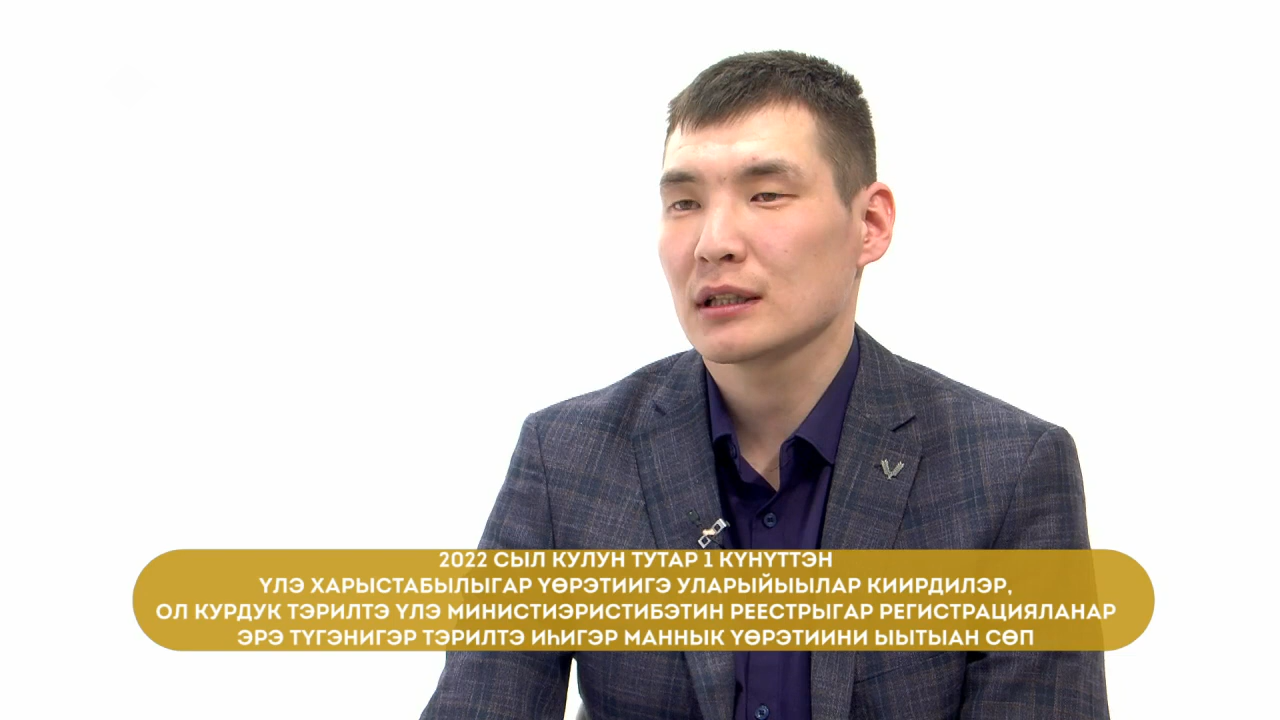 2022 СЫЛ КУЛУН ТУТАР 1 КҮНҮТТЭН
ҮЛЭ ХАРЫСТАБЫЛЫГАР ҮӨРЭТИИГЭ УЛАРЫЙЫЫЛАР КИИРДИЛЭР,
ОЛ КУРДУК ТЭРИЛТЭ ҮЛЭ МИНИСТИЭРИСТИБЭТИН РЕЕСТРЫГАР РЕГИСТРАЦИЯЛАНАР
ЭРЭ ТҮГЭНИГЭР ТЭРИЛТЭ ИҺИГЭР МАННЫК ҮӨРЭТИИНИ ЫЫТЫАН СӨП